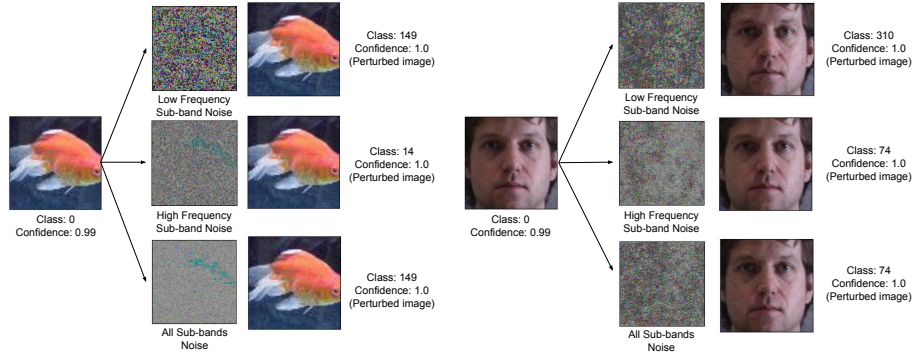 Class: 149
Confidence: 1.0
(Perturbed image)
Low Frequency
Sub-band Noise
Class: 0
Confidence: 0.99
Class: 14
Confidence: 1.0
(Perturbed image)
High Frequency
Sub-band Noise
Class: 149
Confidence: 1.0
(Perturbed image)
All Sub-bands
Noise
Class: 310
Confidence: 1.0
(Perturbed image)
Low Frequency
Sub-band Noise
Class: 0
Confidence: 0.99
Class: 74
Confidence: 1.0
(Perturbed image)
High Frequency
Sub-band Noise
Class: 74
Confidence: 1.0
(Perturbed image)
All Sub-bands
Noise